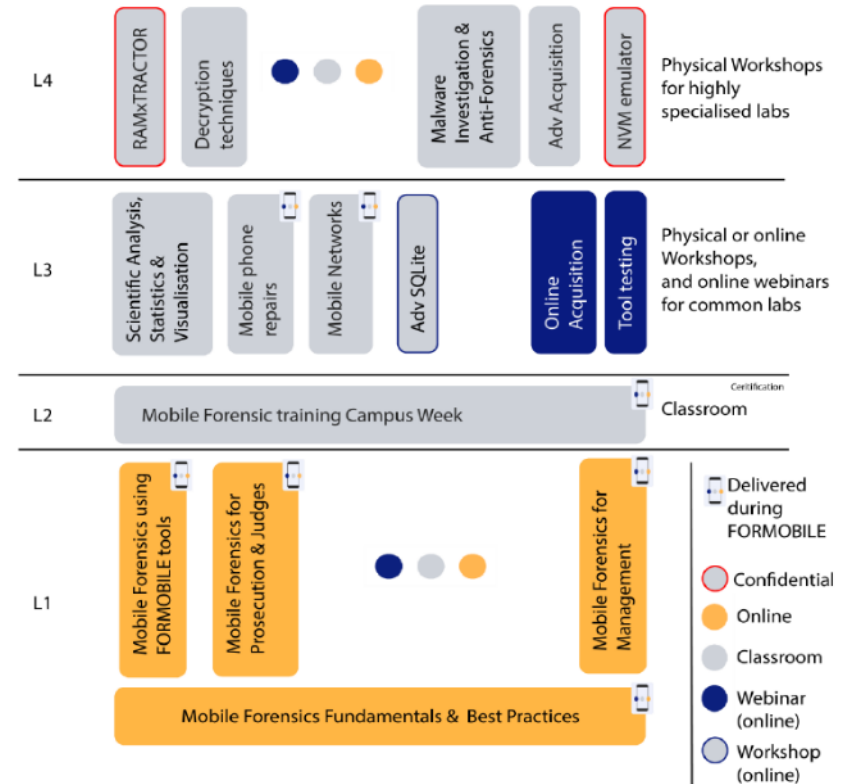 L4
RAMxTRACTOR
Decryption
techniques
Malware
Investigation &
Anti-Forensics
Adv Acquisition
NVM emulator
Physical Workshops
for highly
specialised labs
L3
Scientific Analysis,
Statistics &
Visualisation
Mobile phone
repairs
Mobile Networks
Adv SQLite
Online
Acquisition
Tool testing
Physical or online
Workshops,
and online webinars
for common labs
L2
Mobile Forensic training Campus Week
Ceritification
Classroom
L1
Mobile Forensics using
FORMOBILE tools
Mobile Forensics for
Prosecution & Judges
Mobile Forensics for
Management
Mobile Forensics Fundamentals & Best Practices
Delivered
during
FORMOBILE
Confidential
Online
Classroom
Webinar
(online)
Workshop
(online)